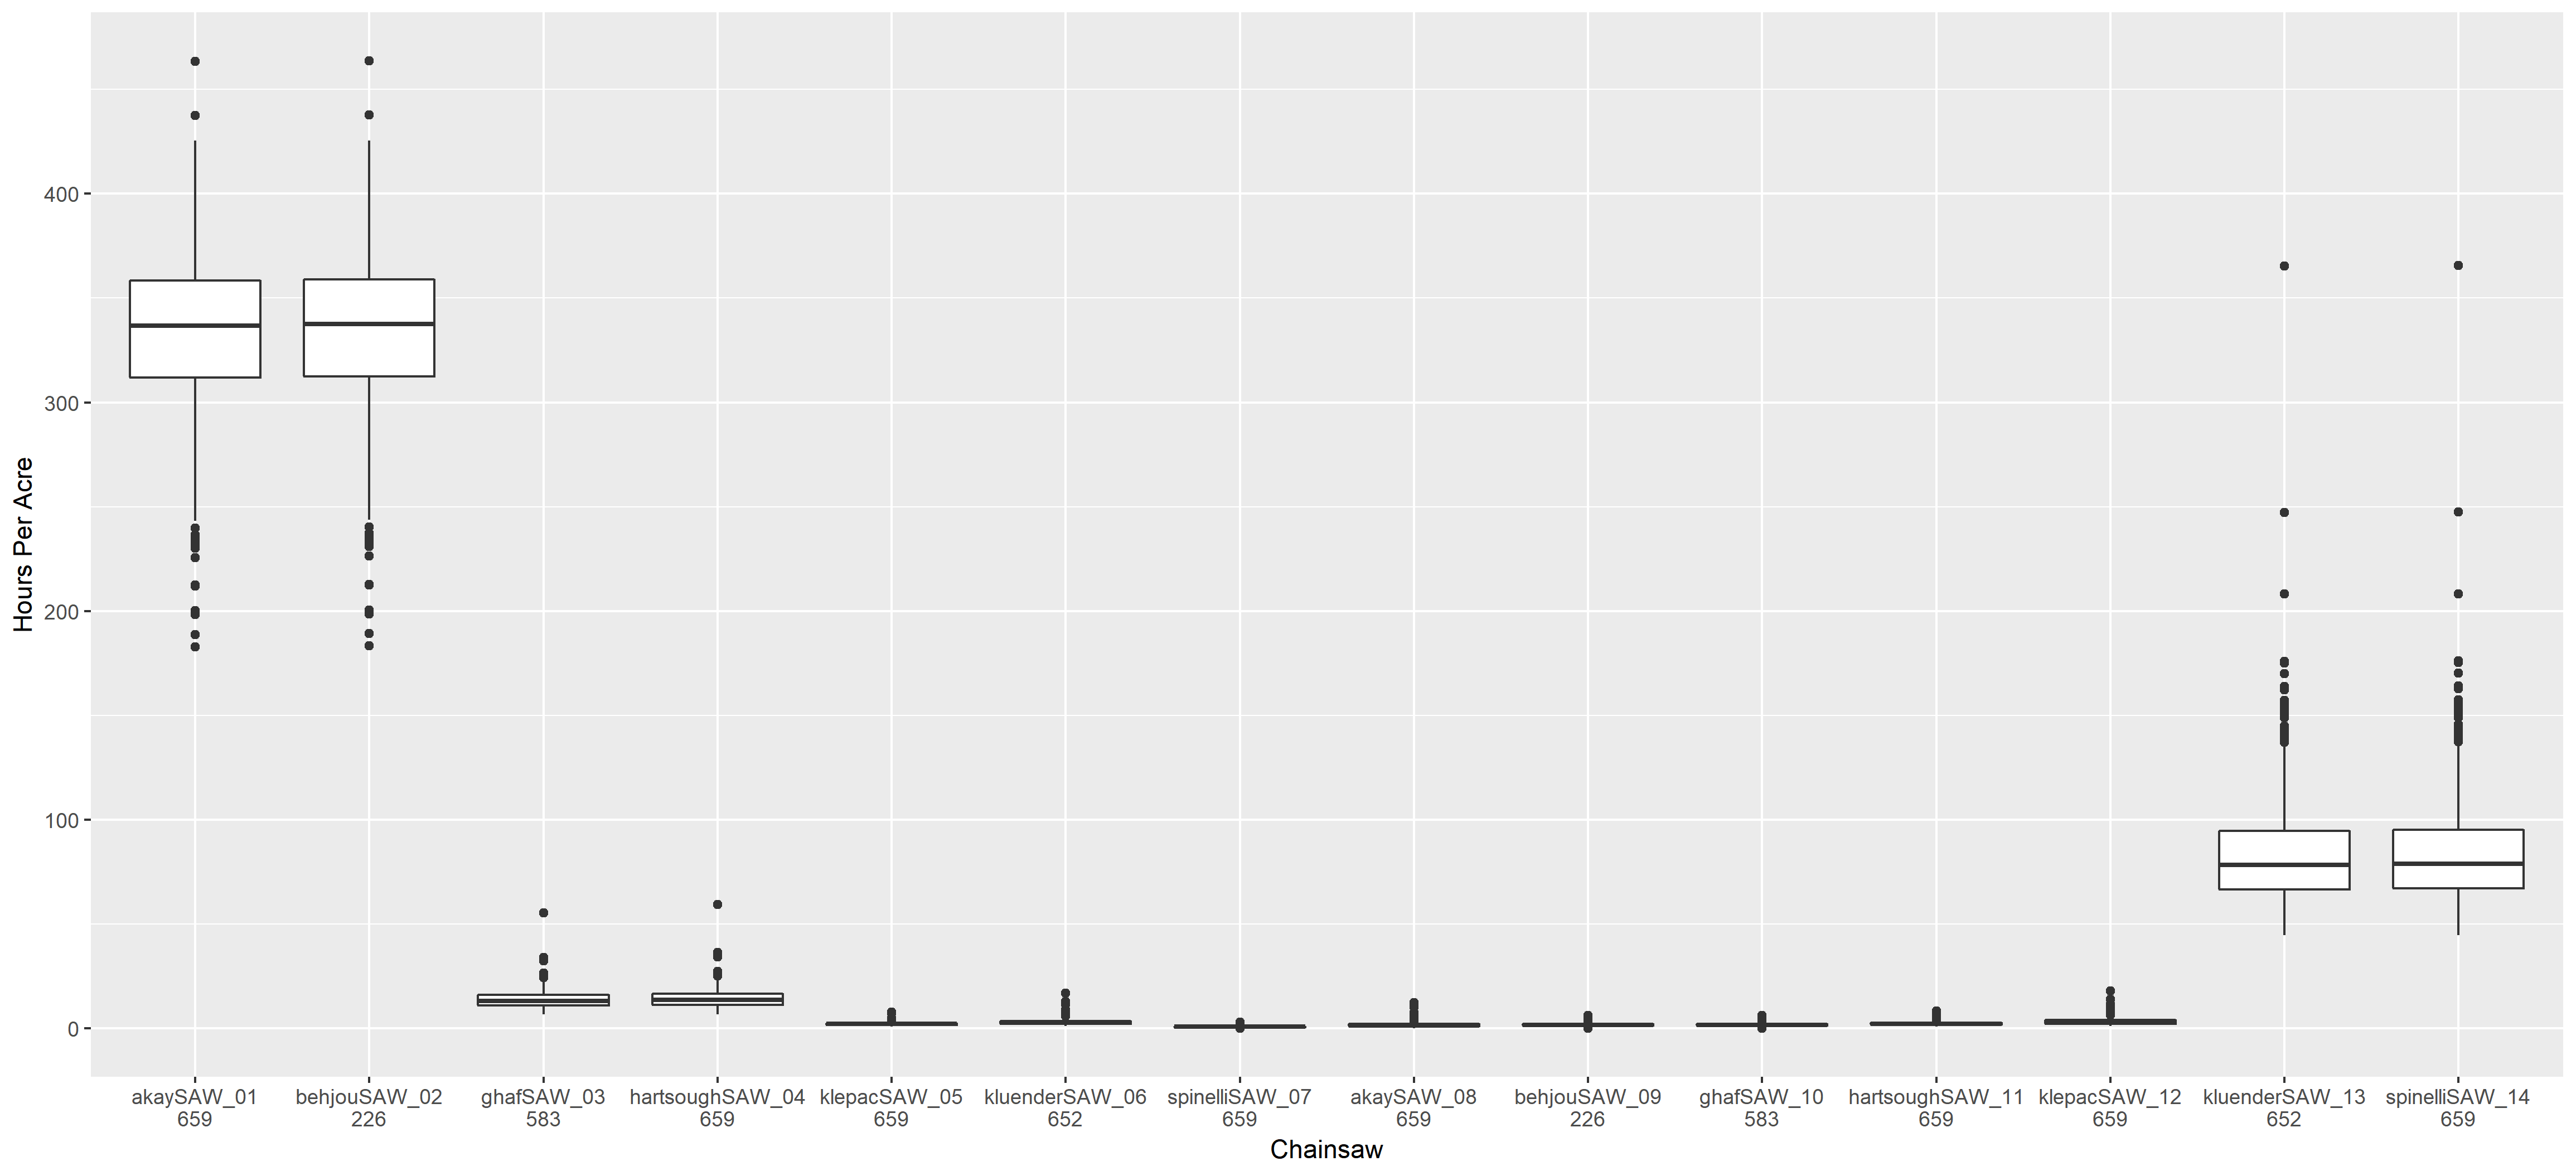 Hours Per Acre
400
300
200
100
0
akaySAW_01
659
behjouSAW_02
226
ghafSAW_03
583
hartsoughSAW_04
659
klepacSAW_05
659
kluenderSAW_06
652
spinelliSAW_07
659
akaySAW_08
659
behjouSAW_09
226
ghafSAW_10
583
hartsoughSAW_11
659
klepacSAW_12
659
kluenderSAW_13
652
spinelliSAW_14
659
Chainsaw